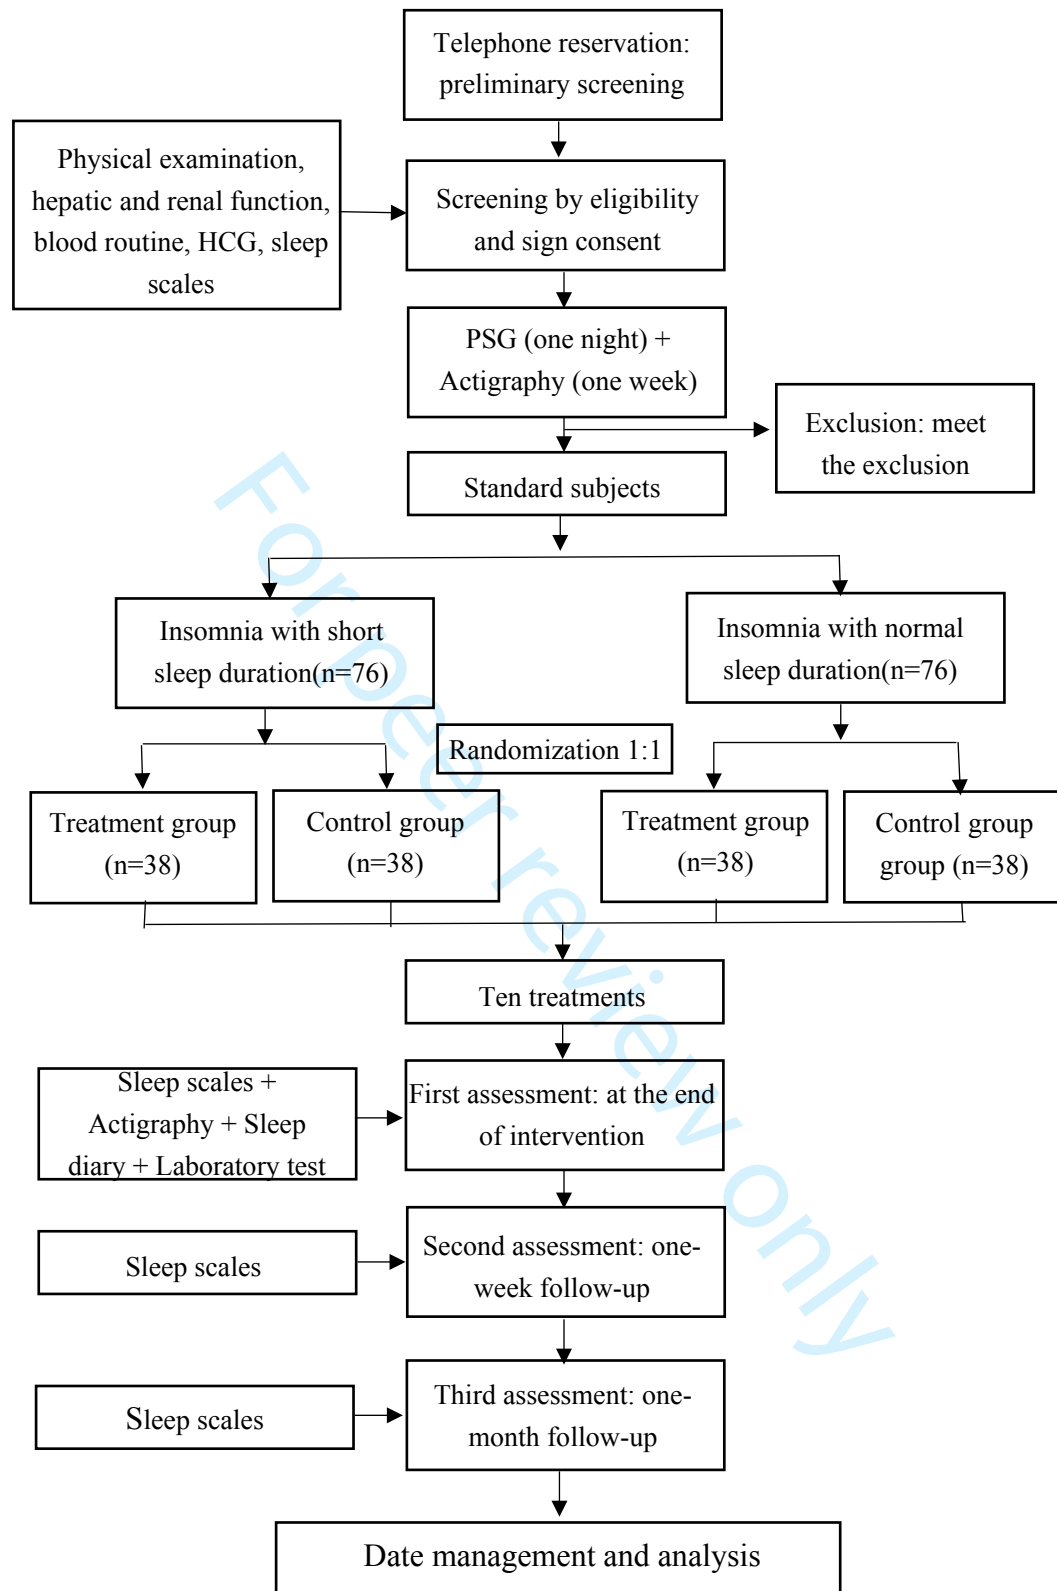 Telephone reservation:
preliminary screening
Physical examination,
hepatic and renal function,
blood routine, HCG, sleep
scales
Screening by eligibility
and sign consent
PSG (one night) +
Actigraphy (one week)
Exclusion: meet
the exclusion
Standard subjects
Insomnia with short
sleep duration(n=76)
Insomnia with normal
sleep duration(n=76)
Randomization 1:1
Treatment group
(n=38)
Control group
(n=38)
Treatment group
(n=38)
Control group
group (n=38)
Ten treatments
Sleep scales +
Actigraphy + Sleep
diary + Laboratory test
First assessment: at the end
of intervention
Sleep scales
Second assessment: one-
week follow-up
Sleep scales
Third assessment: one-
month follow-up
Date management and analysis
For peer review only